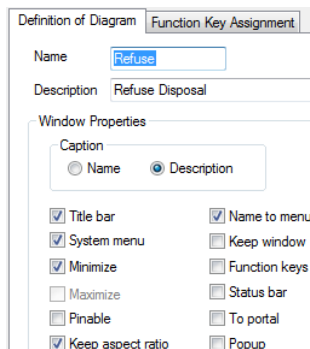 Definition of Diagram Function Key Assignment
Name Refuse
Description Refuse Disposal
Window Properties
Caption
Name Description
Title bar Name to menu
System menu Keep window
Minimize Function keys
Maximize Status bar
Pinable To portal
Keep aspect ratio Popup